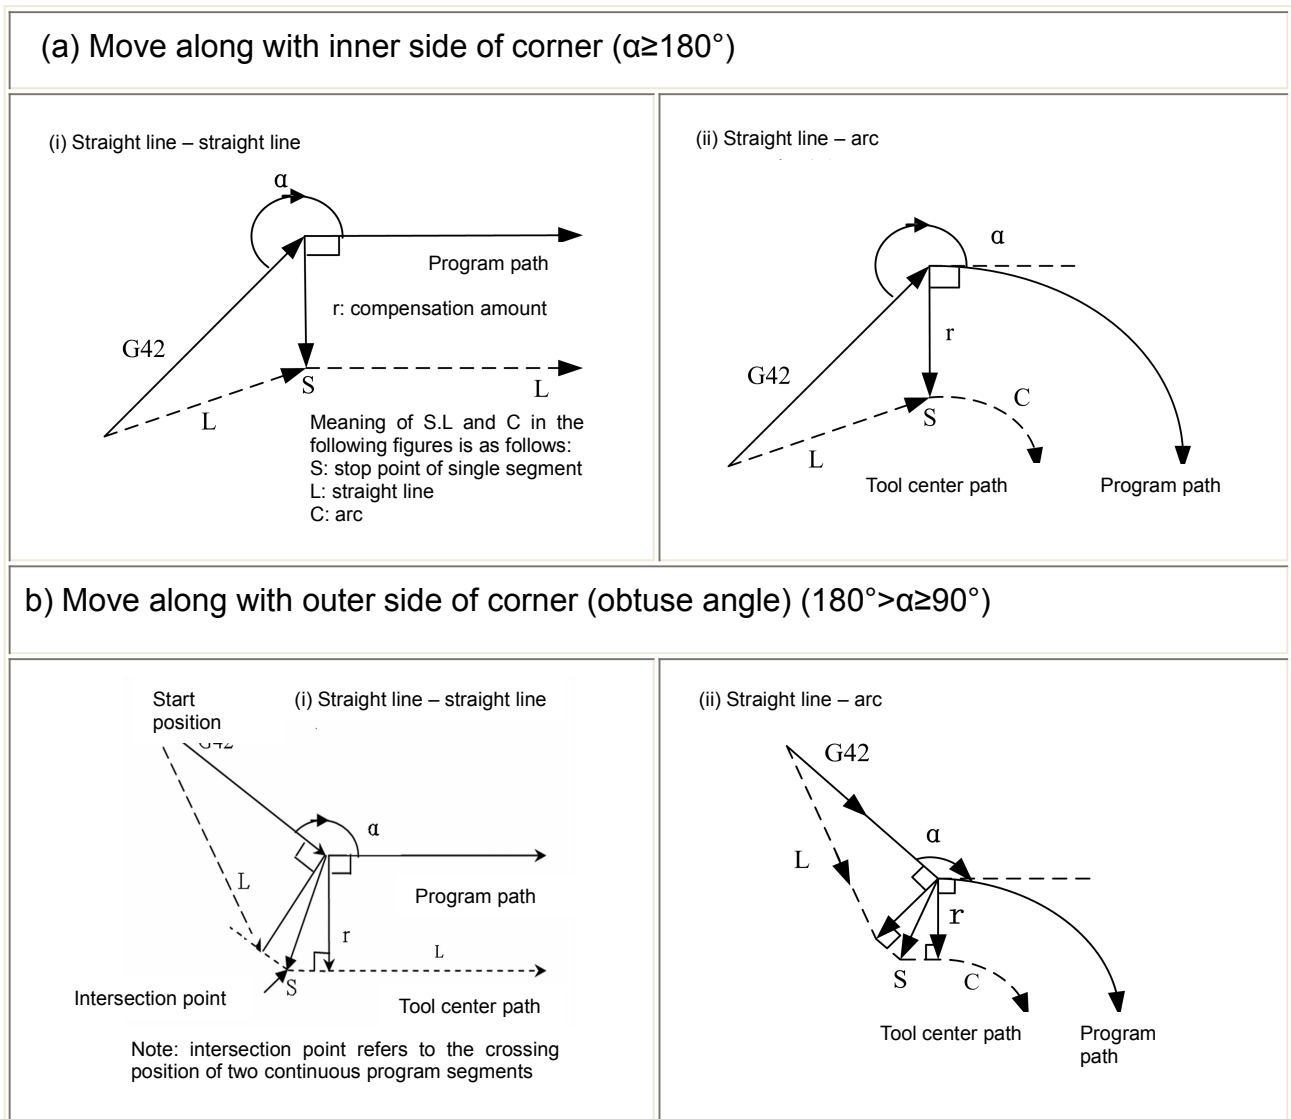 (a) Move along with inner side of corner (α≥180°)
(i) Straight line – straight line
α
Program path
r: compensation amount
G42
S
L
L
Meaning of S.L and C in the
following figures is as follows:
S: stop point of single segment
L: straight line
C: arc
(ii) Straight line – arc
α
r
G42
C
S
L
Tool center path
Program path
b) Move along with outer side of corner (obtuse angle) (180°>α≥90°)
Start
position
(i) Straight line – straight line
G42
α
L
Program path
r
L
S
Intersection point
Tool center path
Note: intersection point refers to the crossing
position of two continuous program segments
(ii) Straight line – arc
G42
α
L
r
S
C
Tool center path
Program
path